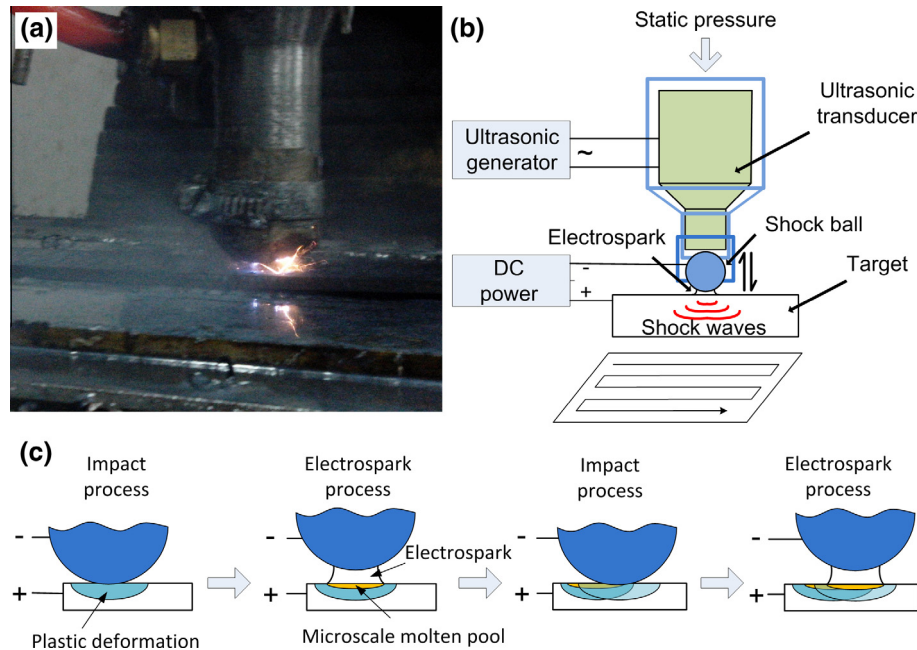 (a)
(b)
Static pressure
Ultrasonic
transducer
Ultrasonic
generator
~
Electrospark
Shock ball
DC
power
-
+
Target
Shock waves
(c)
Impact
process
Electrospark
process
Impact
process
Electrospark
process
-
-
-
-
Electrospark
+
+
+
+
Plastic deformation
Microscale molten pool